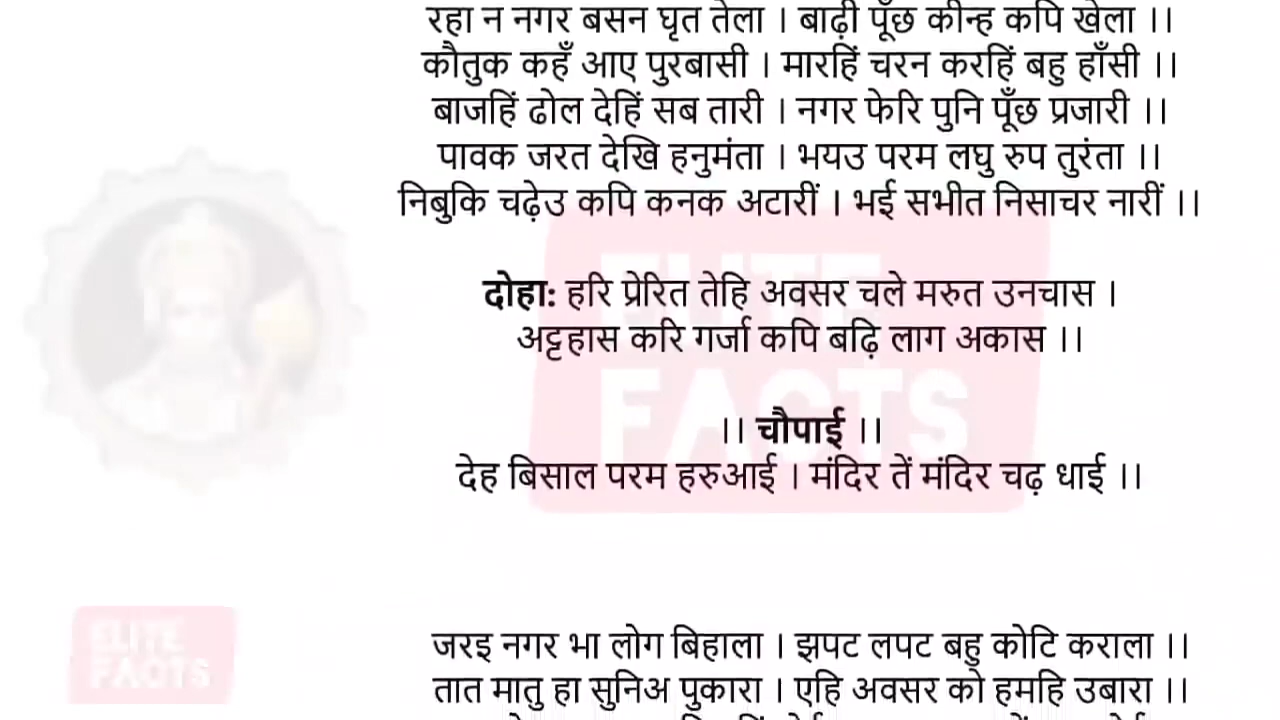 रहा न नगर बसन घृत तेला । बाढ़ी पूँछ कीन्ह कपि खेला ।।
कौतुक कहँ आए पुरबासी । मारहिं चरन करहिं बहु हाँसी ।।
बाजहिं ढोल देहिं सब तारी । नगर फेरि पुनि पूँछ प्रजारी ।।
पावक जरत देखि हनुमंता । भयउ परम लघु रुप तुरंता ।।
निबुकि चढ़ेउ कपि कनक अटारीं । भई सभीत निसाचर नारीं ।।
दोहा: हरि प्रेरित तेहि अवसर चले मरुत उनचास ।
अट्टहास करि गर्जा कपि बढ़ि लाग अकास ।।
।। चौपाई ।।
देह बिसाल परम हरुआई । मंदिर तें मंदिर चढ़ धाई ।।
जरइ नगर भा लोग बिहाला । झपट लपट बहु कोटि कराला ।।
तात मातु हा सुनिअ पुकारा । एहि अवसर को हमहि उबारा ।।
ELITE
FACTS
ELITE
FACTS